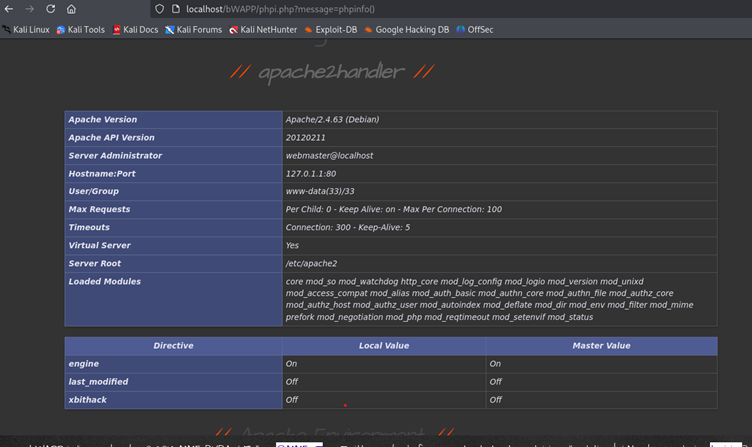 localhost/bWAPP/phpi.php?message=phpinfo()
Kali Linux Kali Tools Kali Docs Kali Forums Kali NetHunter Exploit-DB Google Hacking DB OffSec
// apache2handler //
Apache Version Apache/2.4.63 (Debian)
Apache API Version 20120211
Server Administrator webmaster@localhost
Hostname:Port 127.0.1.1:80
User/Group www-data(33)/33
Max Requests Per Child: 0 - Keep Alive: on - Max Per Connection: 100
Timeouts Connection: 300 - Keep-Alive: 5
Virtual Server Yes
Server Root /etc/apache2
Loaded Modules core mod_so mod_watchdog http_core mod_log_config mod_logio mod_version mod_unixd
mod_access_compat mod_alias mod_auth_basic mod_authn_core mod_authn_file mod_authz_core
mod_authz_host mod_authz_user mod_autoindex mod_deflate mod_dir mod_env mod_filter mod_mime
prefork mod_negotiation mod_php mod_reqtimeout mod_setenvif mod_status
Directive Local Value Master Value
engine On On
last_modified Off Off
xbithack Off Off
// Apache Environment //